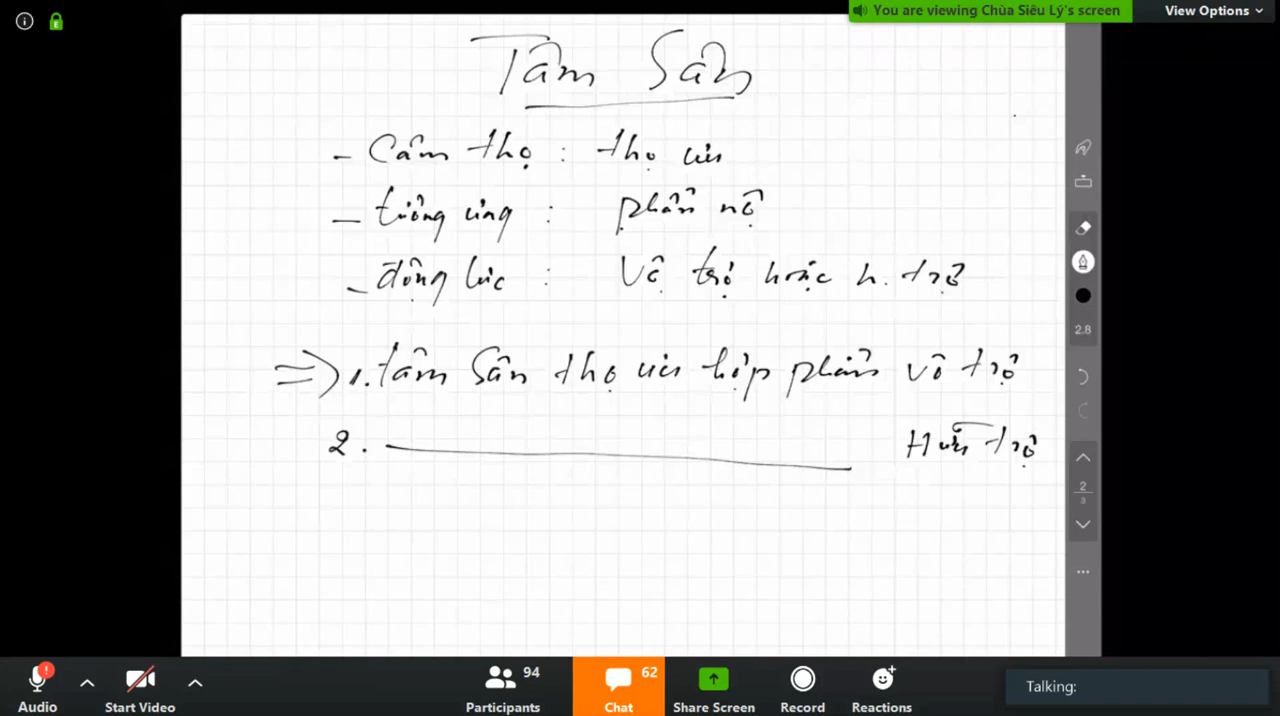 You are viewing Chùa Siêu Lý's screen
View Options
Tâm Sân
- Cảm thọ : thọ ưu
- tương ưng : phẩn nộ
- động lực : Vô trợ hoặc h. trợ
=> 1. tâm Sân thọ ưu hợp phẩn vô trợ
2. Hữu trợ
2.8
2
3
94
62
Audio
Start Video
Participants
Chat
Share Screen
Record
Reactions
Talking: